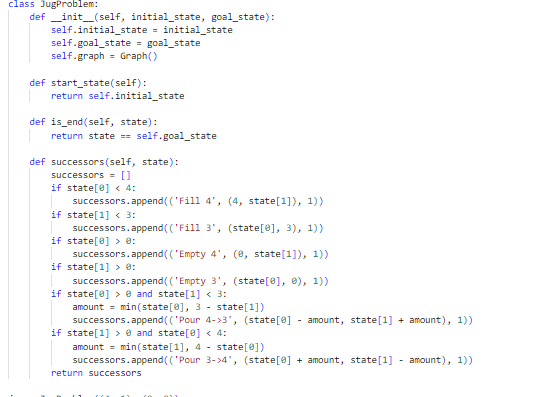 class JugProblem:
    def __init__(self, initial_state, goal_state):
        self.initial_state = initial_state
        self.goal_state = goal_state
        self.graph = Graph()
    def start_state(self):
        return self.initial_state
    def is_end(self, state):
        return state == self.goal_state
    def successors(self, state):
        successors = []
        if state[0] < 4:
            successors.append(('Fill 4', (4, state[1]), 1))
        if state[1] < 3:
            successors.append(('Fill 3', (state[0], 3), 1))
        if state[0] > 0:
            successors.append(('Empty 4', (0, state[1]), 1))
        if state[1] > 0:
            successors.append(('Empty 3', (state[0], 0), 1))
        if state[0] > 0 and state[1] < 3:
            amount = min(state[0], 3 - state[1])
            successors.append(('Pour 4->3', (state[0] - amount, state[1] + amount), 1))
        if state[1] > 0 and state[0] < 4:
            amount = min(state[1], 4 - state[0])
            successors.append(('Pour 3->4', (state[0] + amount, state[1] - amount), 1))
        return successors